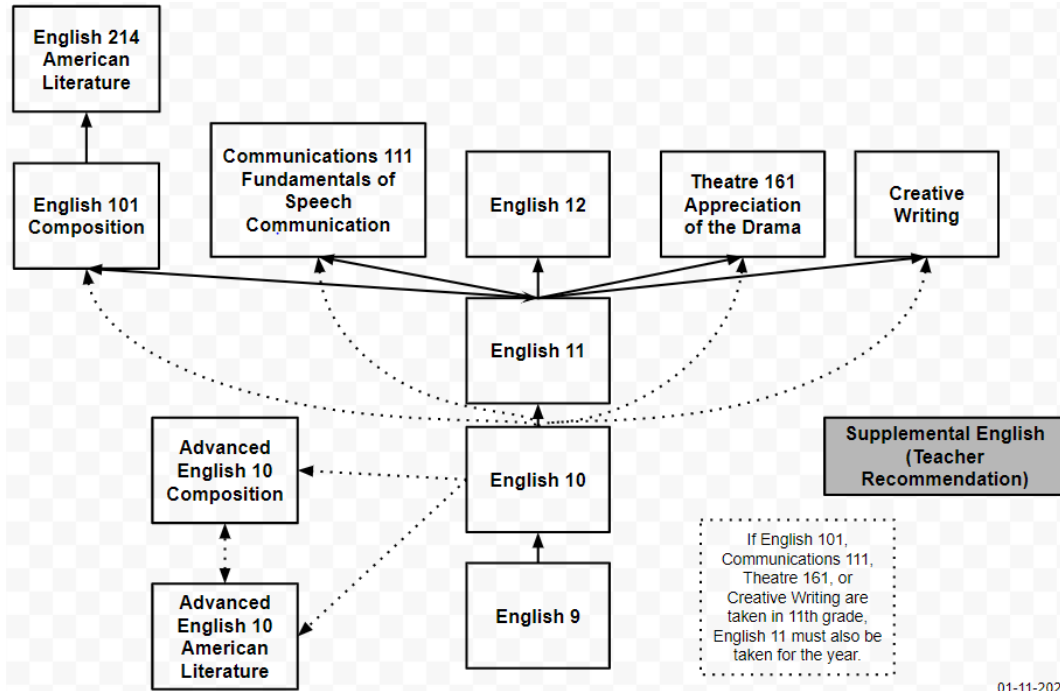 English 214
American
Literature
English 101
Composition
Communications 111
Fundamentals of
Speech
Communication
English 12
Theatre 161
Appreciation
of the Drama
Creative
Writing
English 11
Advanced
English 10
Composition
English 10
Supplemental English
(Teacher
Recommendation)
Advanced
English 10
American
Literature
English 9
If English 101,
Communications 111,
Theatre 161, or
Creative Writing are
taken in 11th grade,
English 11 must also be
taken for the year.
01-11-202